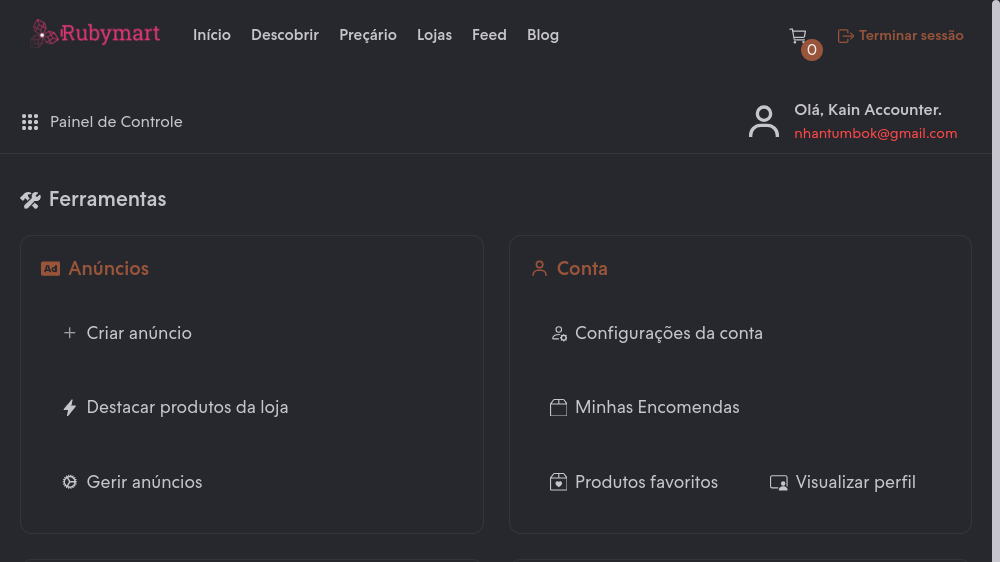 Rubymart Início Descobrir Preçário Lojas Feed Blog 0 Terminar sessão
Painel de Controle
Olá, Kain Accounter.
nhantumbok@gmail.com
Ferramentas
Ad Anúncios
Criar anúncio
Destacar produtos da loja
Gerir anúncios
Conta
Configurações da conta
Minhas Encomendas
Produtos favoritos Visualizar perfil